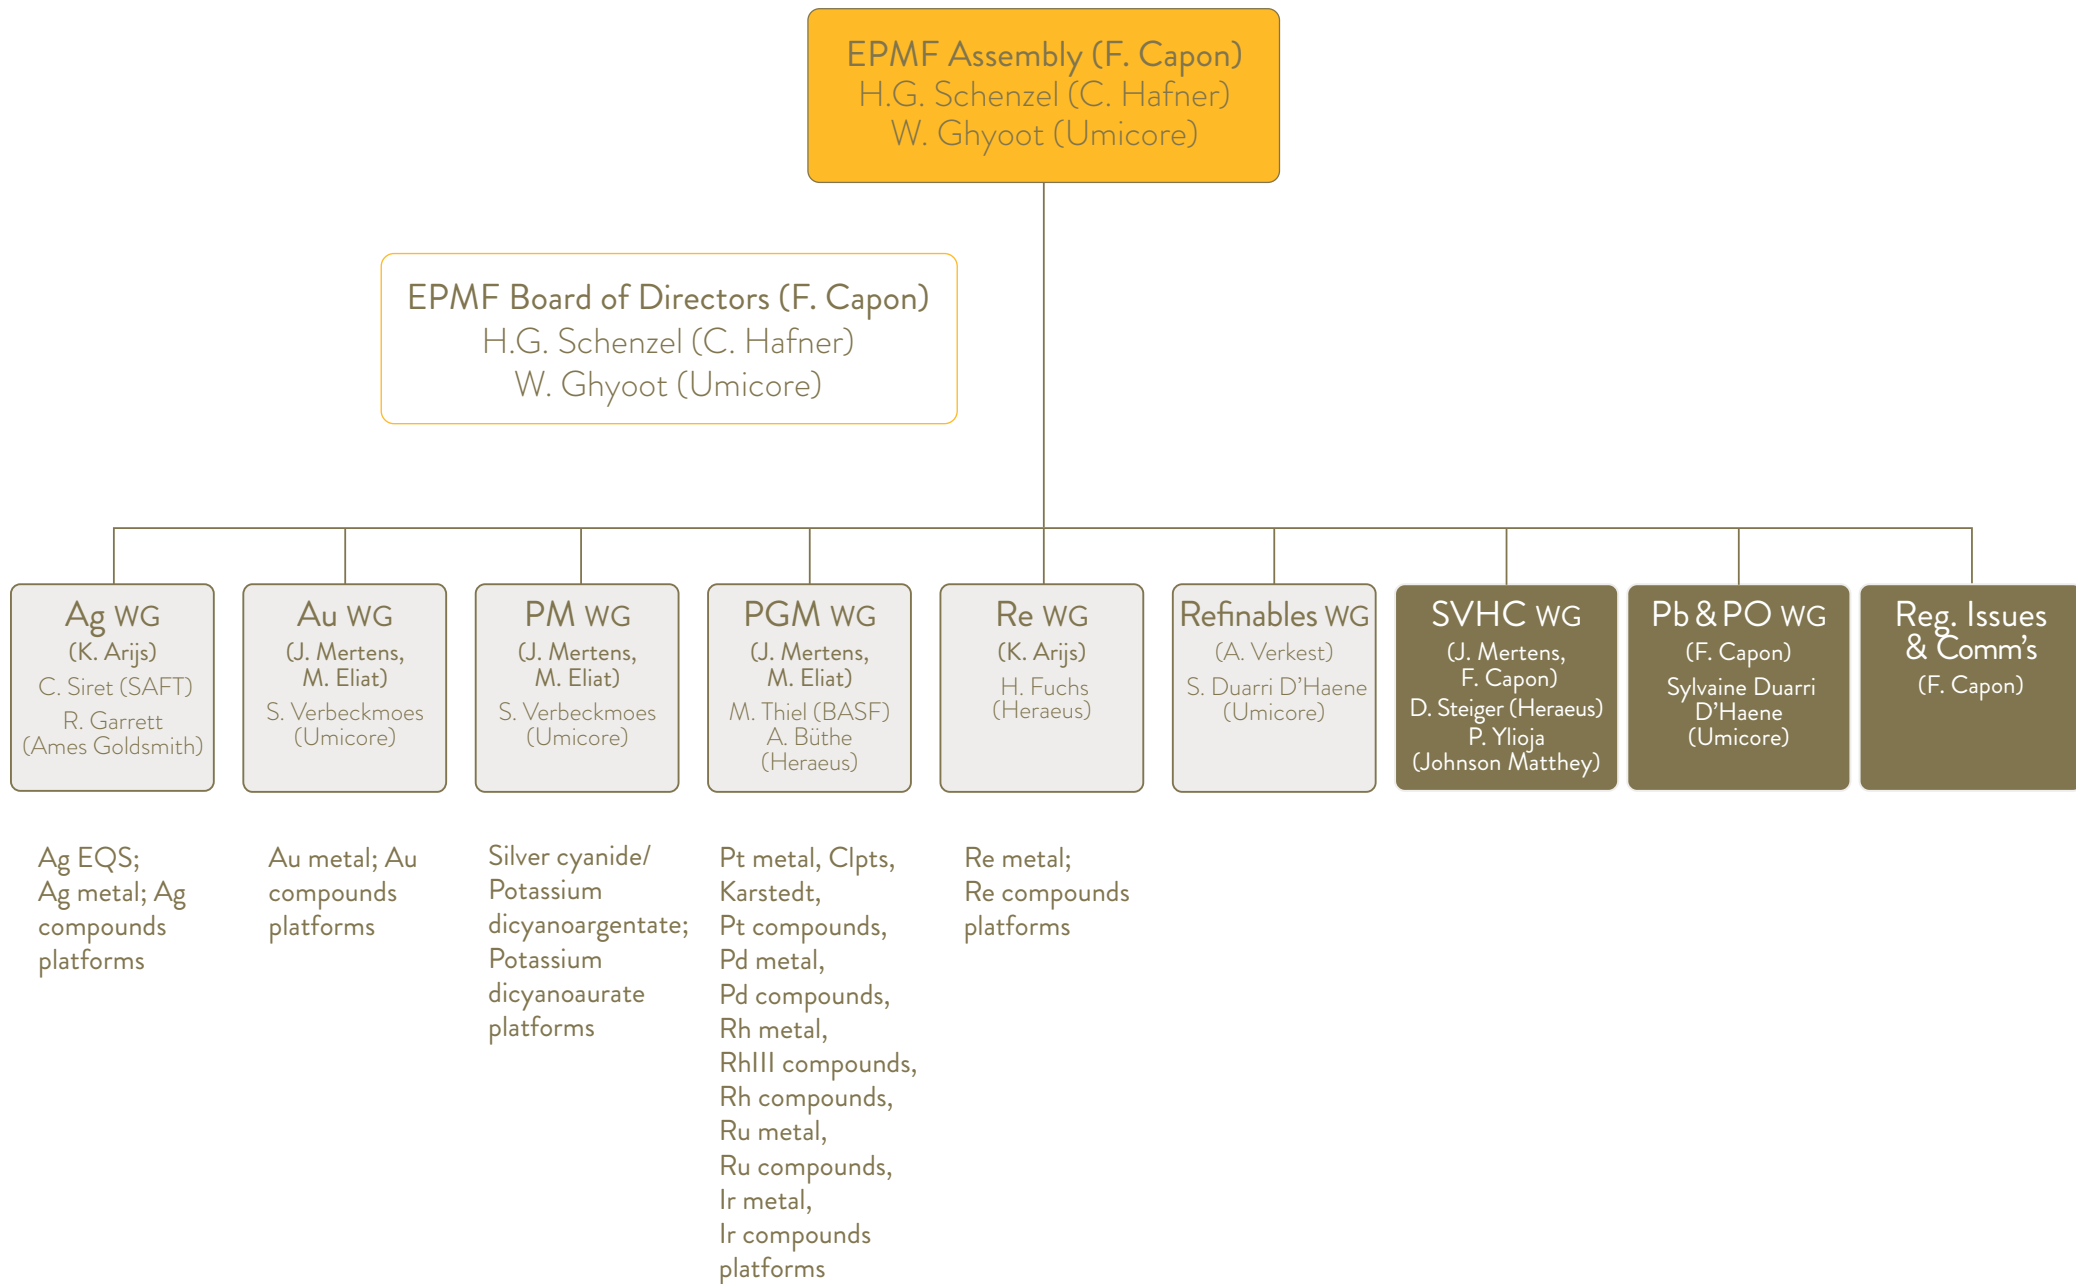 EPMF Assembly (F. Capon)
H.G. Schenzel (C. Hafner)
W. Ghyoot (Umicore)
EPMF Board of Directors (F. Capon)
H.G. Schenzel (C. Hafner)
W. Ghyoot (Umicore)
Ag WG
(K. Arijs)
C. Siret (SAFT)
R. Garrett
(Ames Goldsmith)
Au WG
(J. Mertens,
M. Eliat)
S. Verbeckmoes
(Umicore)
PM WG
(J. Mertens,
M. Eliat)
S. Verbeckmoes
(Umicore)
PGM WG
(J. Mertens,
M. Eliat)
M. Thiel (BASF)
A. Büthe
(Heraeus)
Re WG
(K. Arijs)
H. Fuchs
(Heraeus)
Refinables WG
(A. Verkest)
S. Duarri D'Haene
(Umicore)
SVHC WG
(J. Mertens,
F. Capon)
D. Steiger (Heraeus)
P. Ylioja
(Johnson Matthey)
Pb & PO WG
(F. Capon)
Sylvaine Duarri
D'Haene
(Umicore)
Reg. Issues
& Comm's
(F. Capon)
Ag EQS;
Ag metal; Ag
compounds
platforms
Au metal; Au
compounds
platforms
Silver cyanide/
Potassium
dicyanoargentate;
Potassium
dicyanoaurate
platforms
Pt metal, Clpts,
Karstedt,
Pt compounds,
Pd metal,
Pd compounds,
Rh metal,
RhIII compounds,
Rh compounds,
Ru metal,
Ru compounds,
Ir metal,
Ir compounds
platforms
Re metal;
Re compounds
platforms